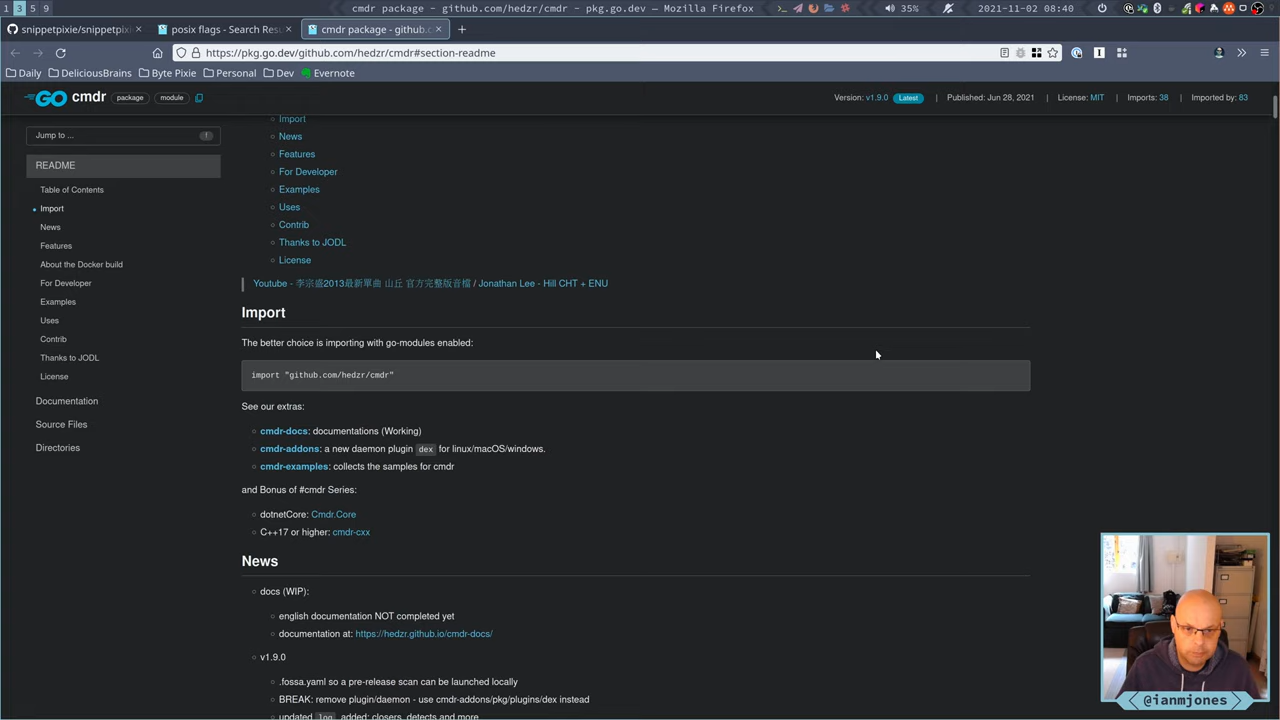 1 3 5 9 cmdr package - github.com/hedzr/cmdr - pkg.go.dev — Mozilla Firefox 35% 2021-11-02 08:40
snippetpixie/snippetpixi × posix flags - Search Resu × cmdr package - github.c × +
https://pkg.go.dev/github.com/hedzr/cmdr#section-readme
Daily DeliciousBrains Byte Pixie Personal Dev Evernote
GO cmdr package module Version: v1.9.0 Latest | Published: Jun 28, 2021 | License: MIT | Imports: 38 | Imported by: 83
Jump to ... f
README
Table of Contents
Import
News
Features
About the Docker build
For Developer
Examples
Uses
Contrib
Thanks to JODL
License
Documentation
Source Files
Directories
Import
News
Features
For Developer
Examples
Uses
Contrib
Thanks to JODL
License
Youtube - 李宗盛2013最新單曲 山丘 官方完整版音檔 / Jonathan Lee - Hill CHT + ENU
Import
The better choice is importing with go-modules enabled:
import "github.com/hedzr/cmdr"
See our extras:
cmdr-docs: documentations (Working)
cmdr-addons: a new daemon plugin dex for linux/macOS/windows.
cmdr-examples: collects the samples for cmdr
and Bonus of #cmdr Series:
dotnetCore: Cmdr.Core
C++17 or higher: cmdr-cxx
News
docs (WIP):
english documentation NOT completed yet
documentation at: https://hedzr.github.io/cmdr-docs/
v1.9.0
.fossa.yaml so a pre-release scan can be launched locally
BREAK: remove plugin/daemon - use cmdr-addons/pkg/plugins/dex instead
updated log, added: closers, detects and more
@ianmjones